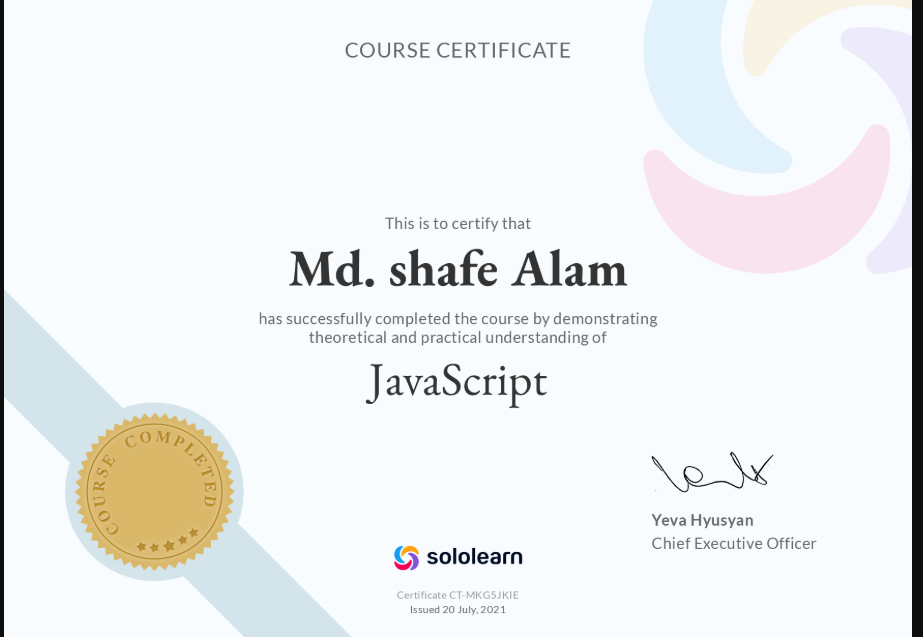 COURSE CERTIFICATE
This is to certify that
Md. shafe Alam
has successfully completed the course by demonstrating
theoretical and practical understanding of
JavaScript
COURSE COMPLETED
Yeva Hyusyan
Chief Executive Officer
sololearn
Certificate CT-MKG5JKIE
Issued 20 July, 2021